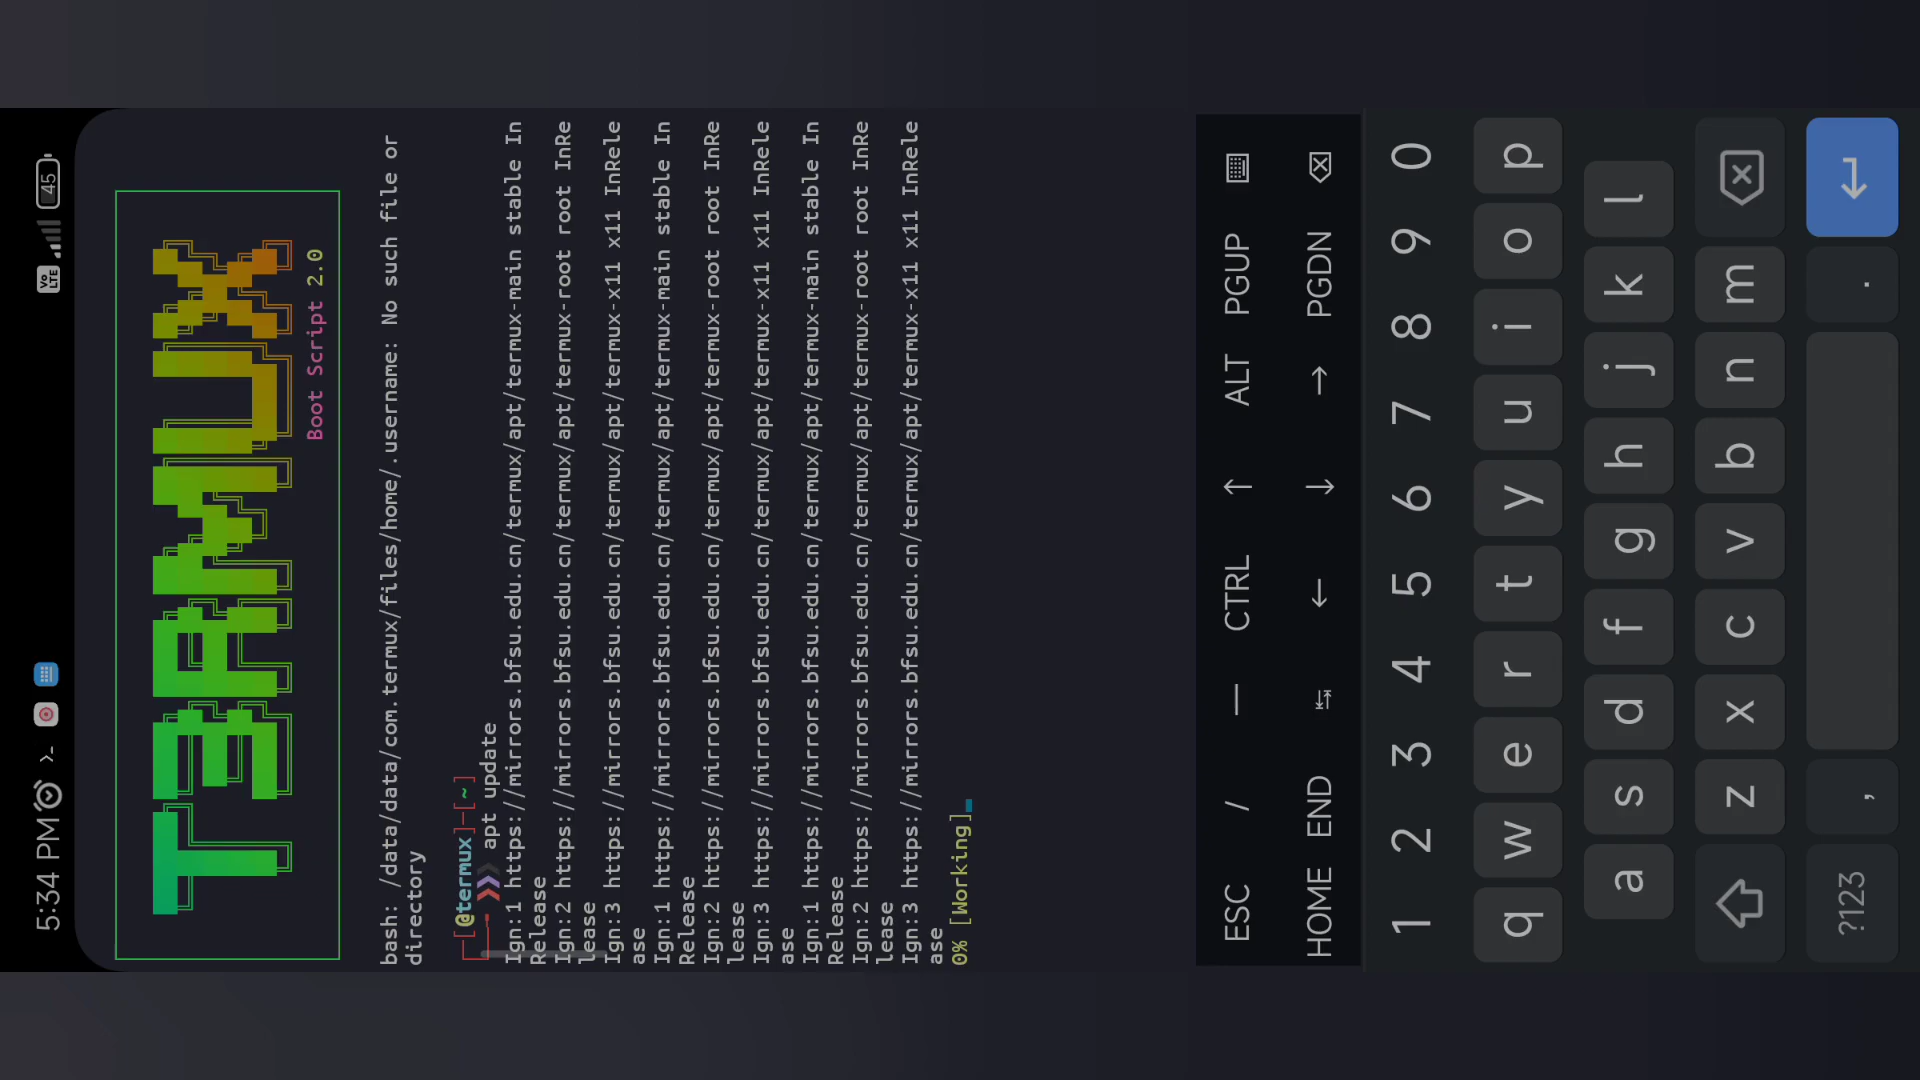 5:34 PM
Vo LTE
45
TERMUX
Boot Script 2.0
bash: /data/data/com.termux/files/home/.username: No such file or
directory
[@termux]-[~]
apt update
Ign:1 https://mirrors.bfsu.edu.cn/termux/apt/termux-main stable In
Release
Ign:2 https://mirrors.bfsu.edu.cn/termux/apt/termux-root root InRe
lease
Ign:3 https://mirrors.bfsu.edu.cn/termux/apt/termux-x11 x11 InRele
ase
Ign:1 https://mirrors.bfsu.edu.cn/termux/apt/termux-main stable In
Release
Ign:2 https://mirrors.bfsu.edu.cn/termux/apt/termux-root root InRe
lease
Ign:3 https://mirrors.bfsu.edu.cn/termux/apt/termux-x11 x11 InRele
ase
Ign:1 https://mirrors.bfsu.edu.cn/termux/apt/termux-main stable In
Release
Ign:2 https://mirrors.bfsu.edu.cn/termux/apt/termux-root root InRe
lease
Ign:3 https://mirrors.bfsu.edu.cn/termux/apt/termux-x11 x11 InRele
ase
0% [Working]
ESC / — CTRL ↑ ALT PGUP
HOME END ↹ ← ↓ → PGDN
1 2 3 4 5 6 7 8 9 0
q w e r t y u i o p
a s d f g h j k l
z x c v b n m
?123 , .